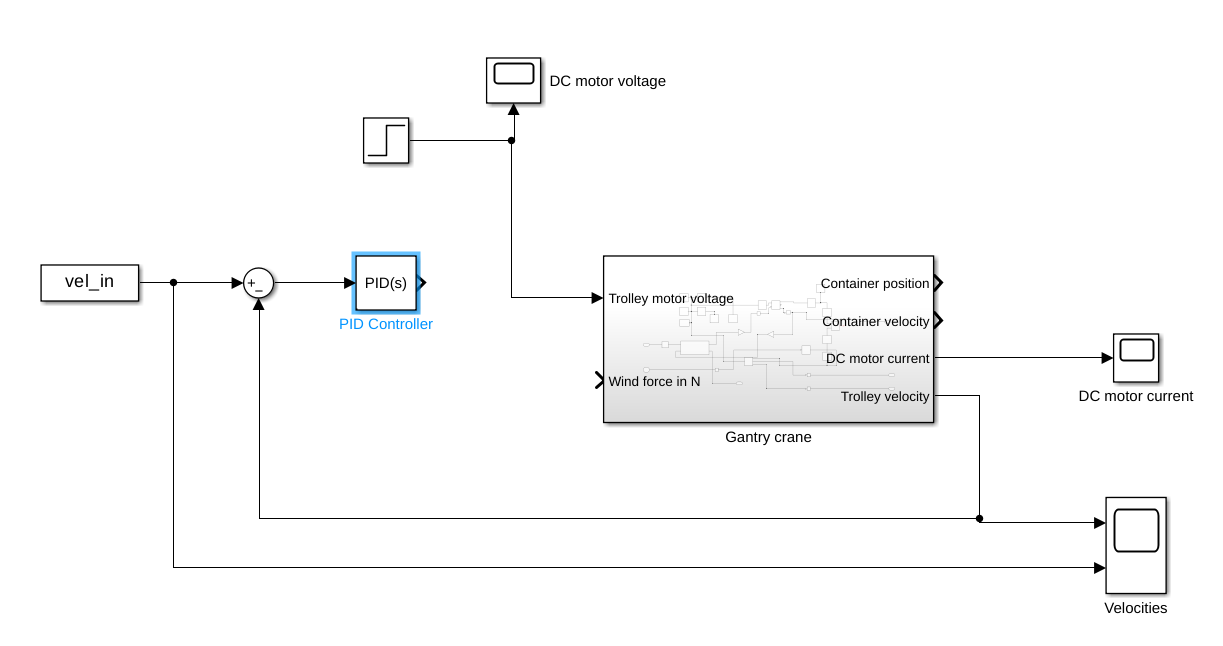 DC motor voltage
vel_in
+
_
PID(s)
PID Controller
Trolley motor voltage
Wind force in N
Container position
Container velocity
DC motor current
Trolley velocity
Gantry crane
DC motor current
Velocities